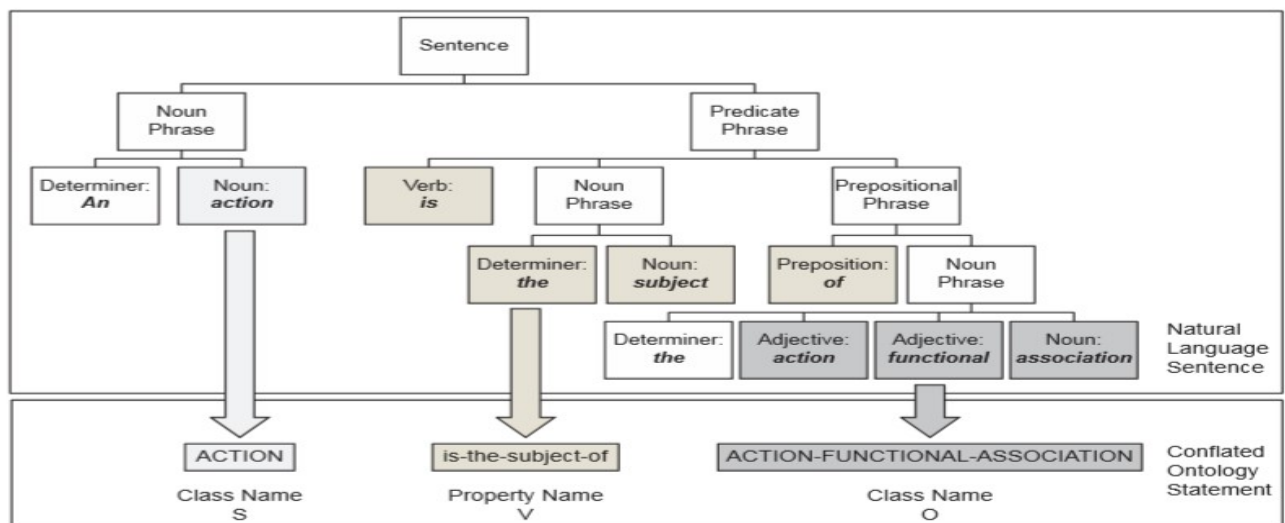 Sentence
Noun
Phrase
Predicate
Phrase
Determiner:
An
Noun:
action
Verb:
is
Noun
Phrase
Prepositional
Phrase
Determiner:
the
Noun:
subject
Preposition:
of
Noun
Phrase
Determiner:
the
Adjective:
action
Adjective:
functional
Noun:
association
Natural
Language
Sentence
ACTION
is-the-subject-of
ACTION-FUNCTIONAL-ASSOCIATION
Conflated
Ontology
Statement
Class Name
S
Property Name
V
Class Name
O